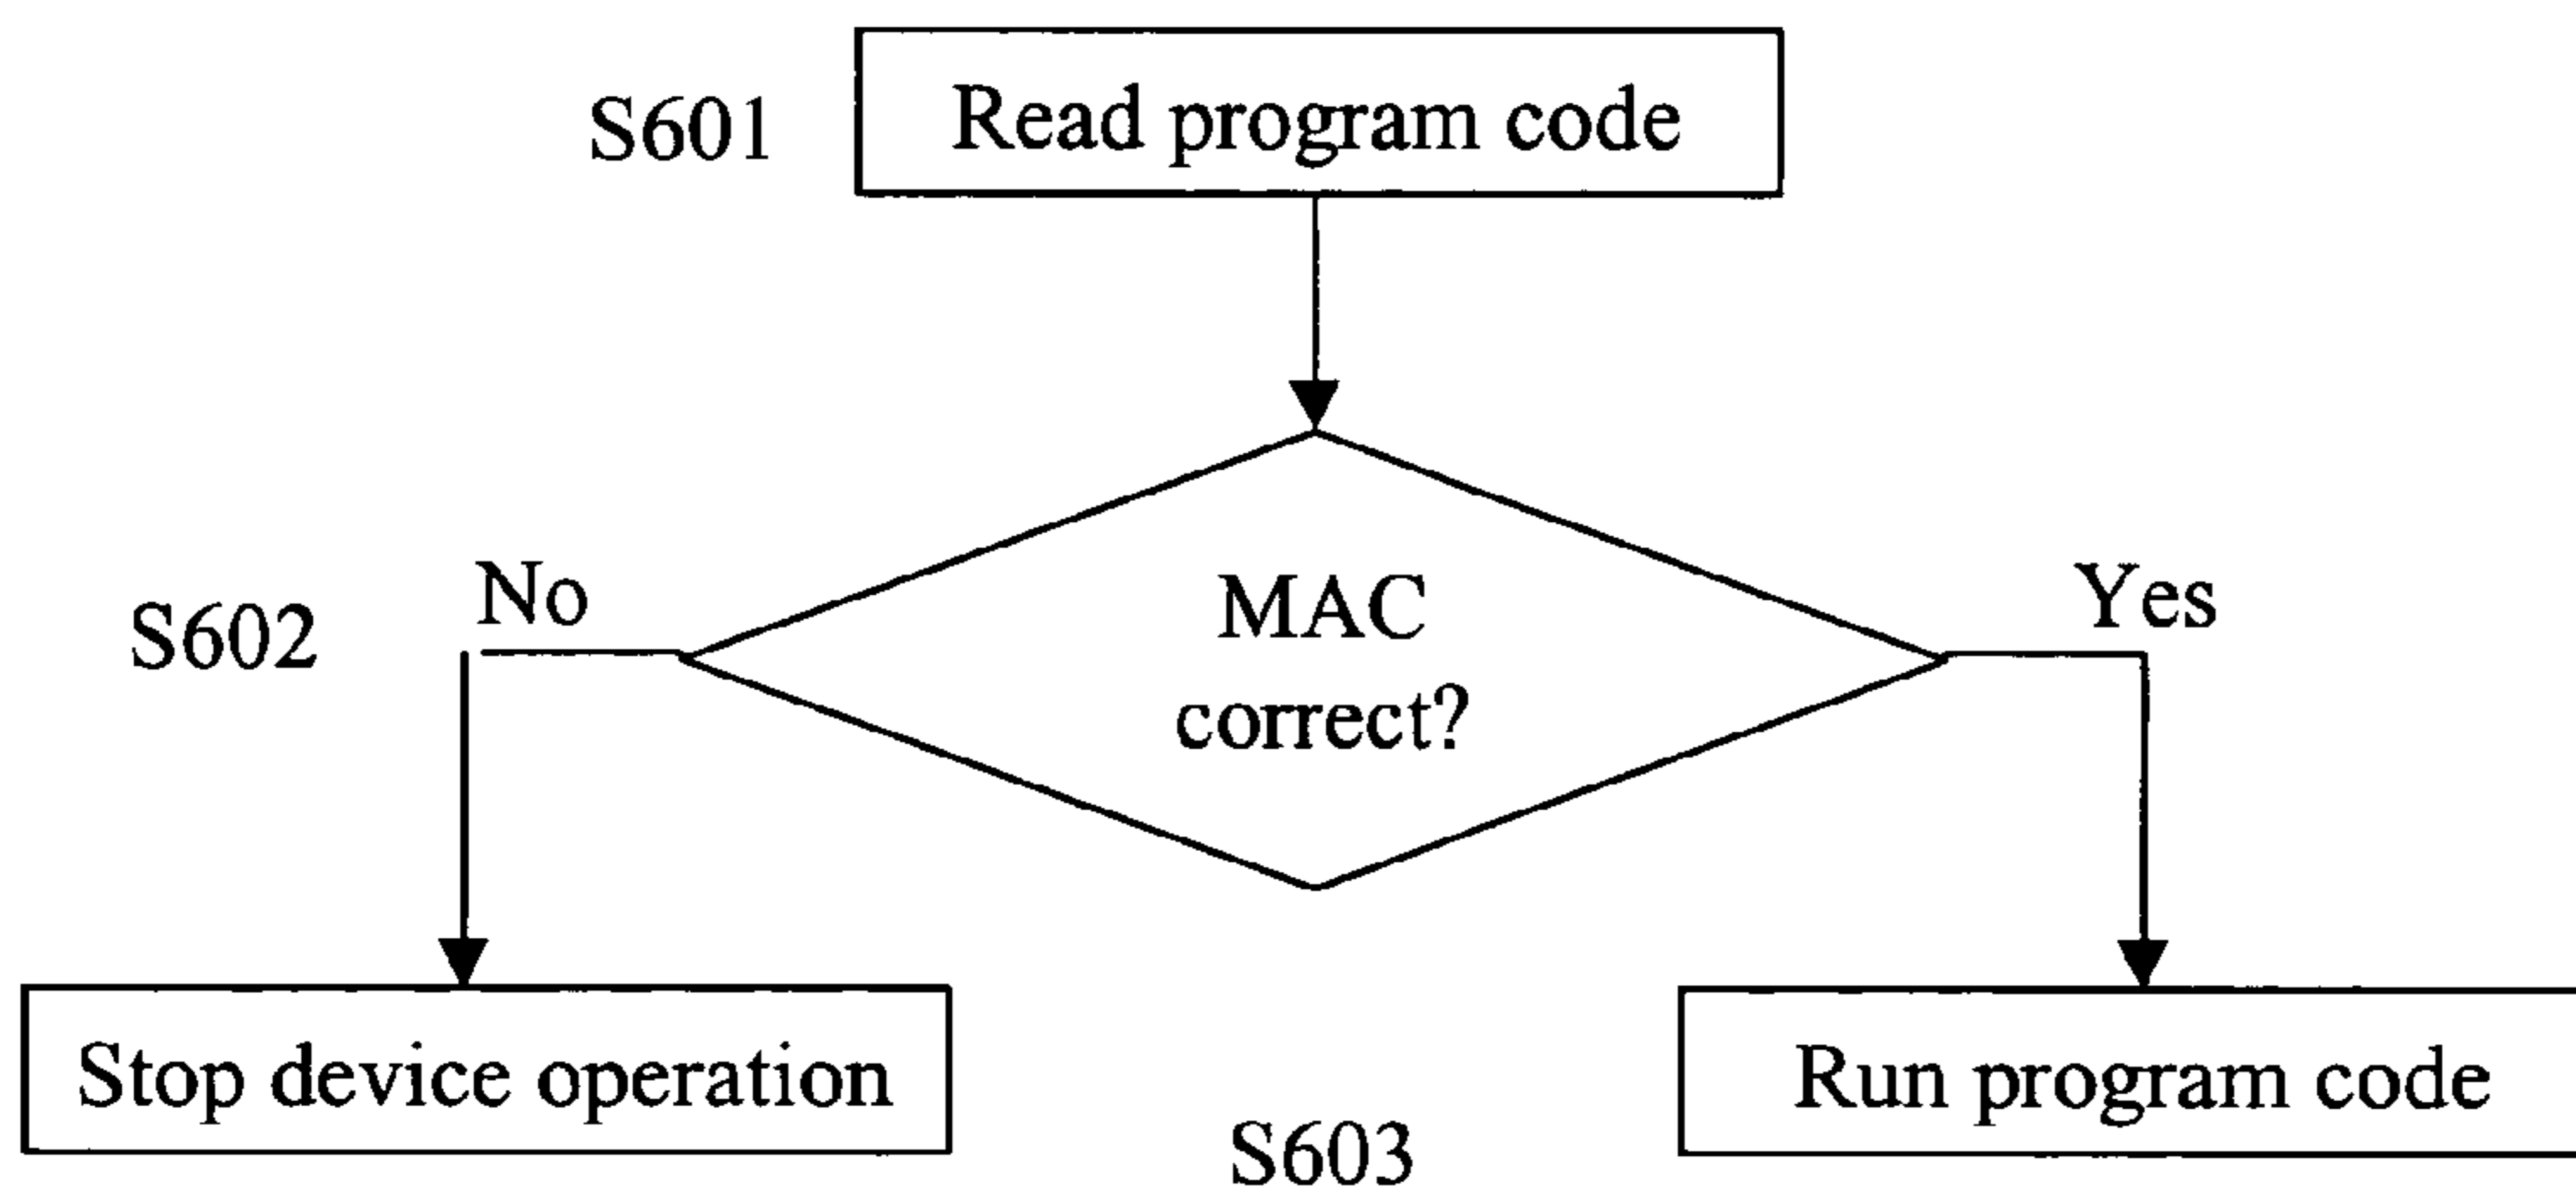 S601
Read program code
No
Yes
S602
MAC
correct?
Stop device operation
Run program code
S603